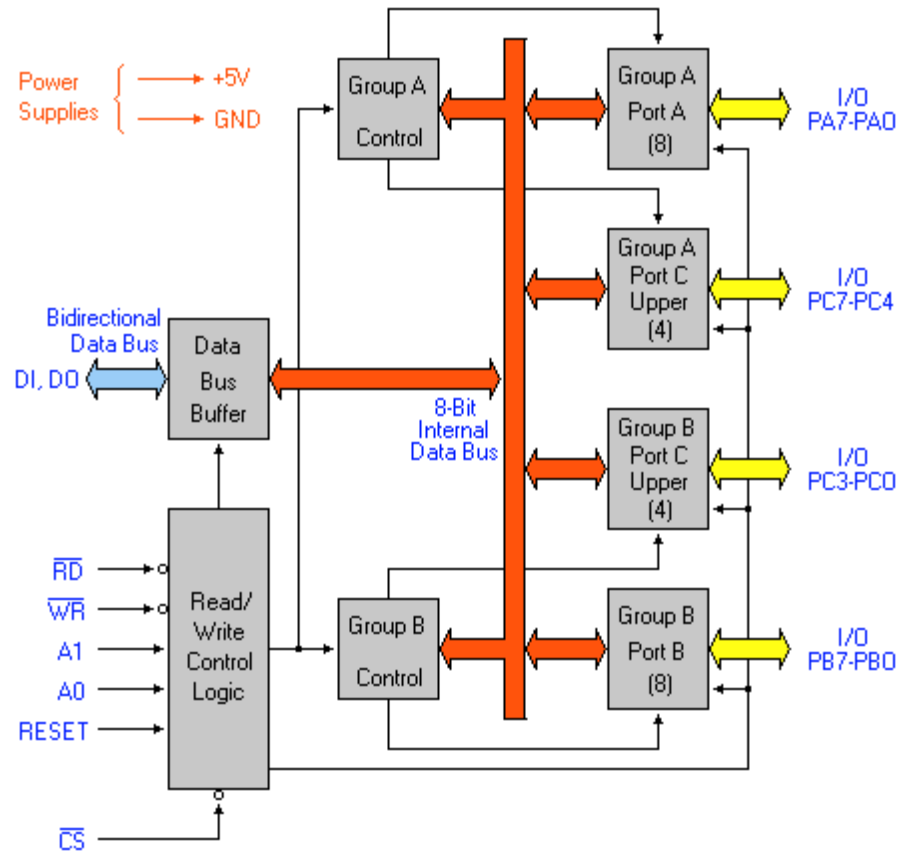 Power
Supplies
+5V
GND
Group A
Control
Group A
Port A
(8)
I/O
PA7-PA0
Group A
Port C
Upper
(4)
I/O
PC7-PC4
Bidirectional
Data Bus
DI, DO
Data
Bus
Buffer
8-Bit
Internal
Data Bus
Group B
Port C
Upper
(4)
I/O
PC3-PC0
RD
WR
A1
A0
RESET
CS
Read/
Write
Control
Logic
Group B
Control
Group B
Port B
(8)
I/O
PB7-PB0